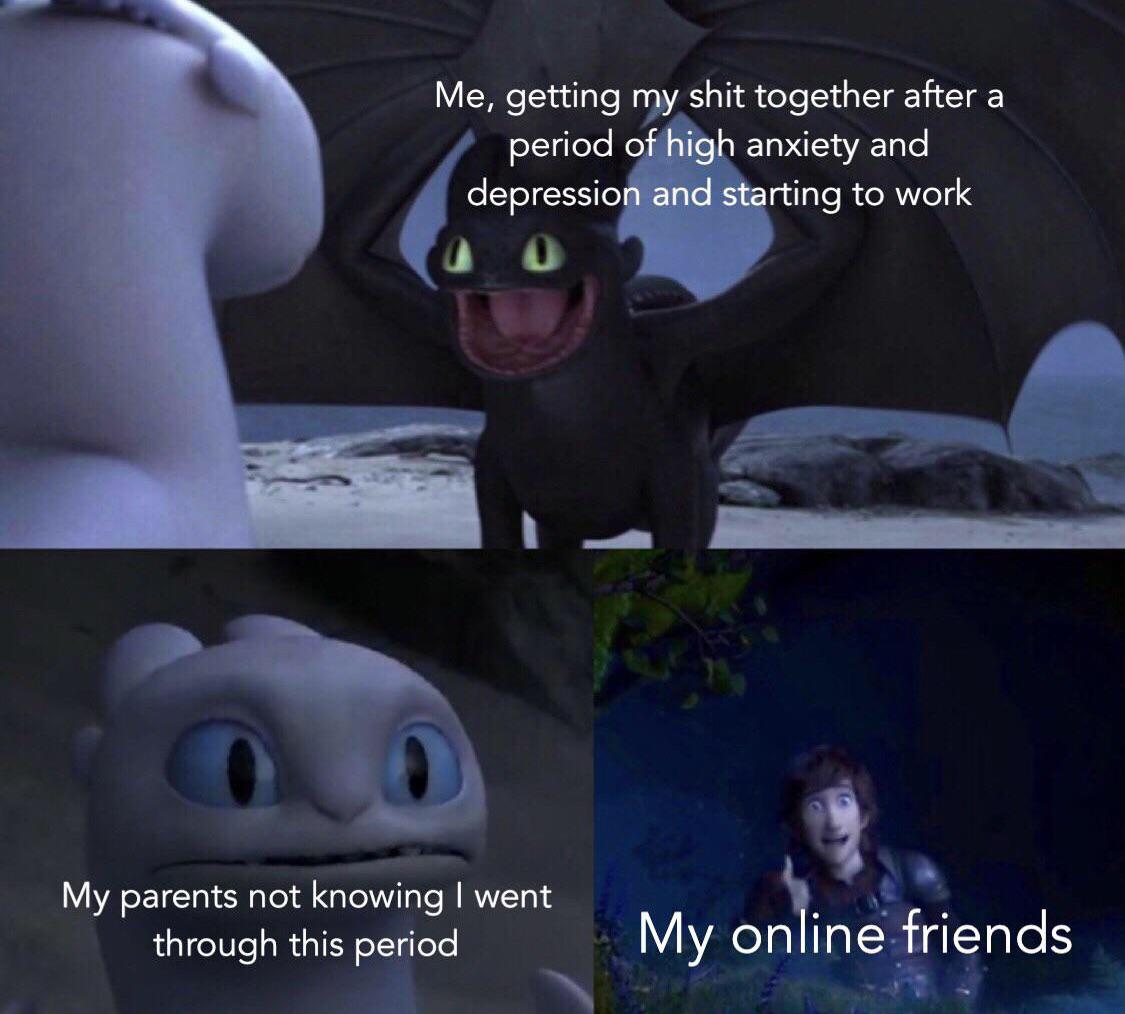 Me, getting my shit together after a
period of high anxiety and
depression and starting to work
My parents not knowing I went
through this period
My online friends